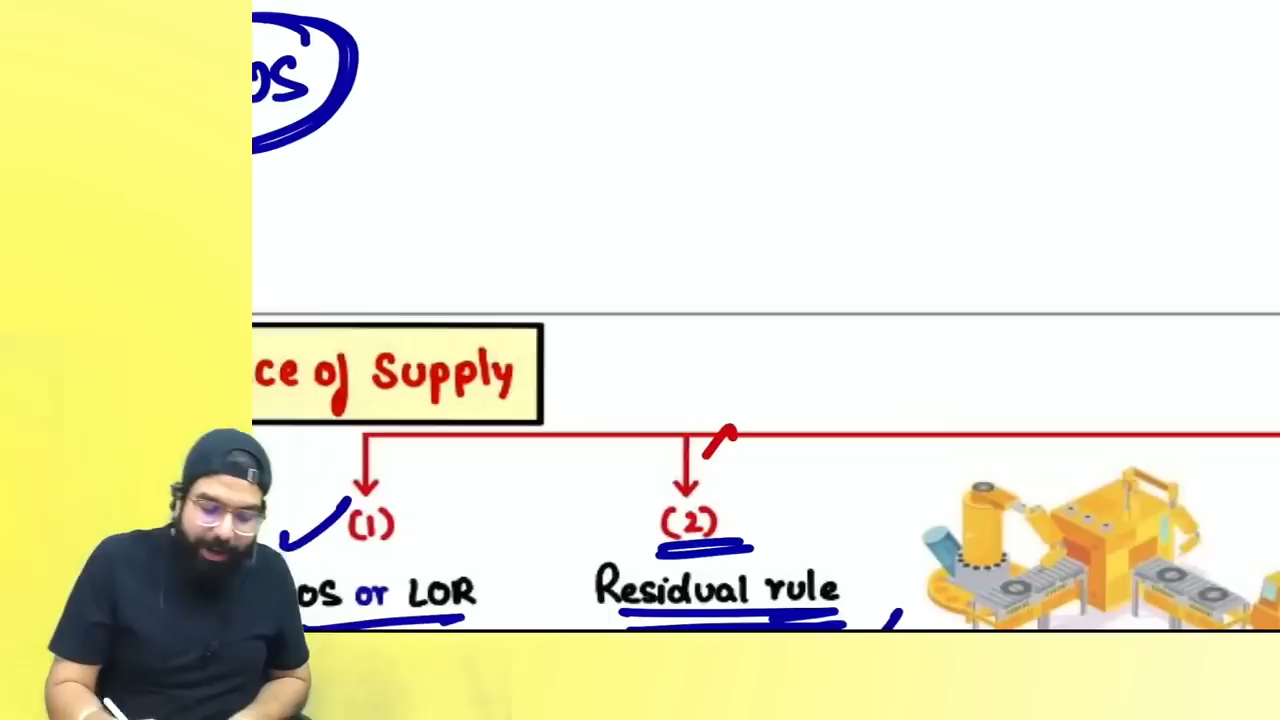 OS
ce of Supply
(1) (2)
OS or LOR Residual rule